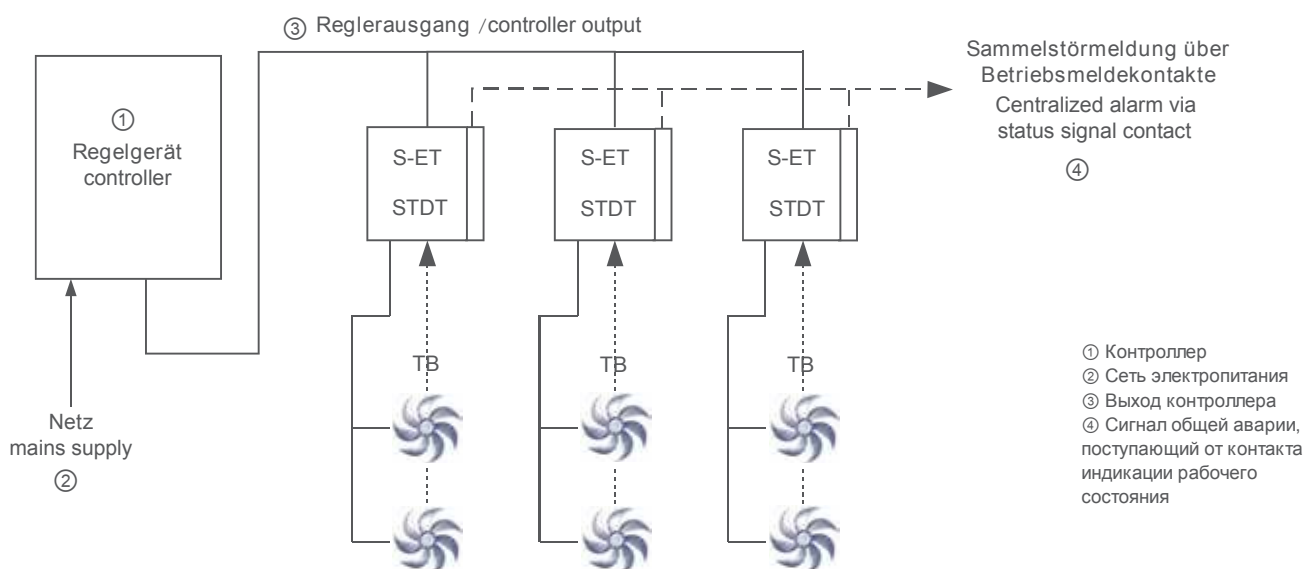 ③ Reglerausgang /controller output
① 
Regelgerät
controller
Sammelstörmeldung über
Betriebsmeldekontakte
Centralized alarm via
status signal contact
④
S-ET
STDT
S-ET
STDT
S-ET
STDT
TB
TB
TB
Netz
mains supply
②
① Контроллер
② Сеть электропитания
③ Выход контроллера
④ Сигнал общей аварии,
поступающий от контакта
индикации рабочего
состояния